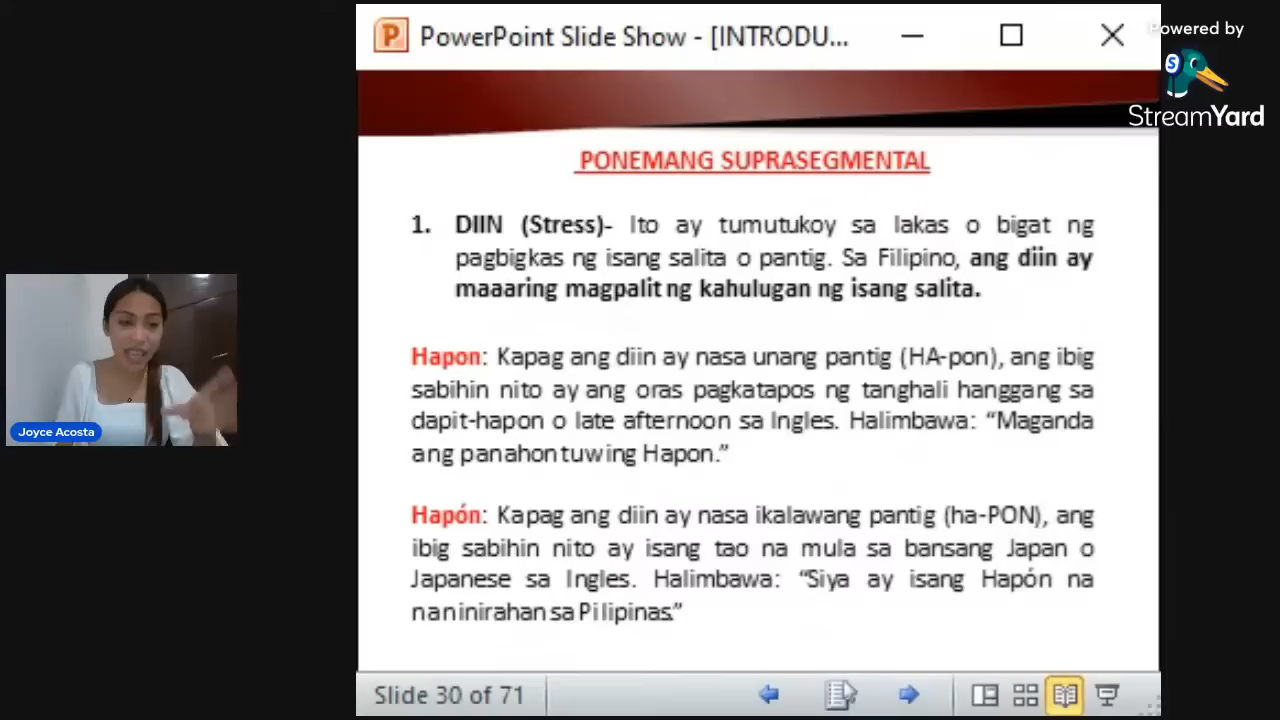 PowerPoint Slide Show - [INTRODU...
Powered by
StreamYard
PONEMANG SUPRASEGMENTAL
1. DIIN (Stress)- Ito ay tumutukoy sa lakas o bigat ng
pagbigkas ng isang salita o pantig. Sa Filipino, ang diin ay
maaaring magpalit ng kahulugan ng isang salita.
Hapon: Kapag ang diin ay nasa unang pantig (HA-pon), ang ibig
sabihin nito ay ang oras pagkatapos ng tanghali hanggang sa
dapit-hapon o late afternoon sa Ingles. Halimbawa: “Maganda
ang panahon tuwing Hapon.”
Hapón: Kapag ang diin ay nasa ikalawang pantig (ha-PON), ang
ibig sabihin nito ay isang tao na mula sa bansang Japan o
Japanese sa Ingles. Halimbawa: “Siya ay isang Hapón na
naninirahan sa Pilipinas.”
Joyce Acosta
Slide 30 of 71